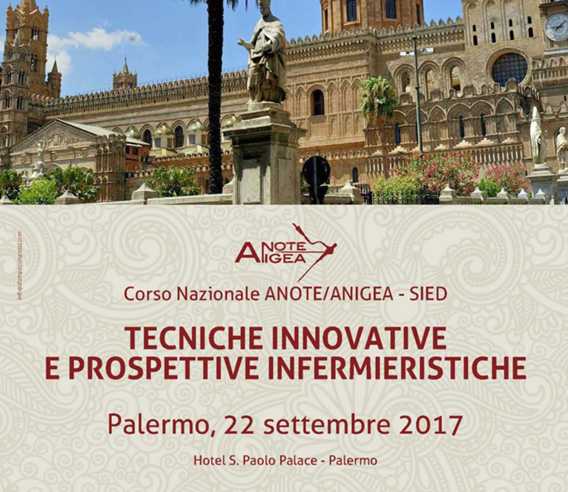 ANOTE
ANIGEA
Corso Nazionale ANOTE/ANIGEA - SIED
TECNICHE INNOVATIVE
E PROSPETTIVE INFERMIERISTICHE
Palermo, 22 settembre 2017
Hotel S. Paolo Palace - Palermo